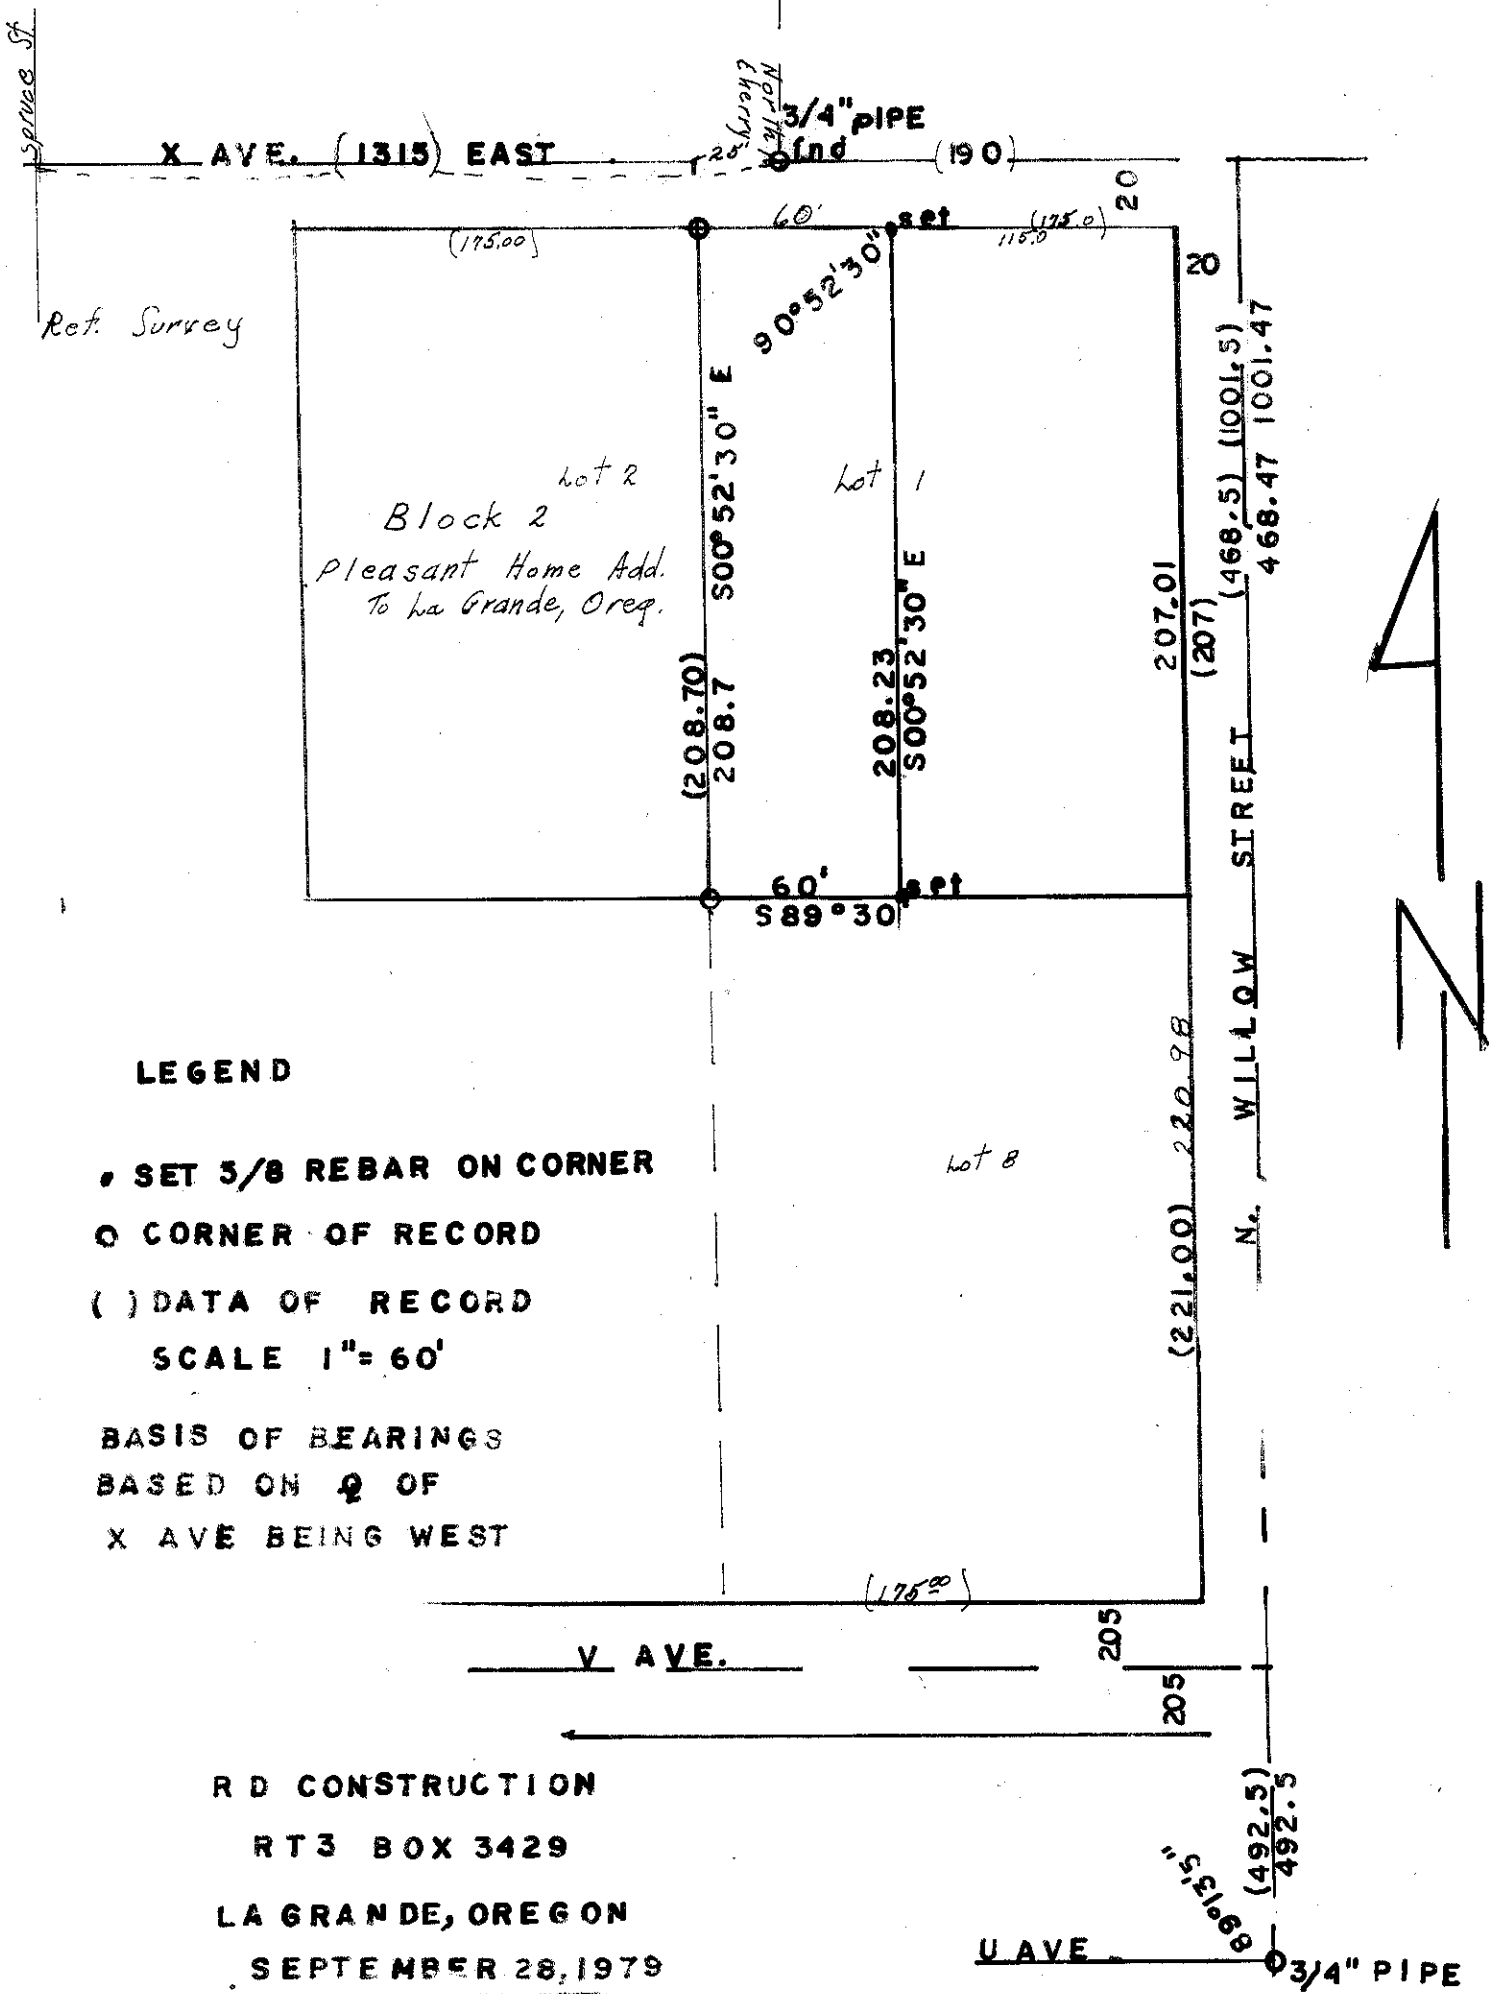 Spruce St
North
Cherry
3/4" PIPE
fnd
X AVE. (1315) EAST
25'
(190)
20
60'
set
(175.0)
115.0
(175.00)
20
90°52'30"
Ref. Survey
(468.5) (1001.5)
468.47 1001.47
S00°52'30" E
Lot 2
Lot 1
Block 2
Pleasant Home Add.
To La Grande, Oreg.
S00°52'30" E
207.01
(207)
(208.70)
208.7
208.23
60'
set
S89°30'
N. WILLOW STREET
N
LEGEND
SET 5/8 REBAR ON CORNER
O CORNER OF RECORD
( ) DATA OF RECORD
SCALE 1"= 60'
BASIS OF BEARINGS
BASED ON ℄ OF
X AVE BEING WEST
Lot 8
(221.00) 220.98
(175.00)
V AVE.
205
205
R D CONSTRUCTION
RT3 BOX 3429
LA GRANDE, OREGON
SEPTEMBER 28, 1979
(492.5)
492.5
89°13'5"
U AVE
3/4" PIPE